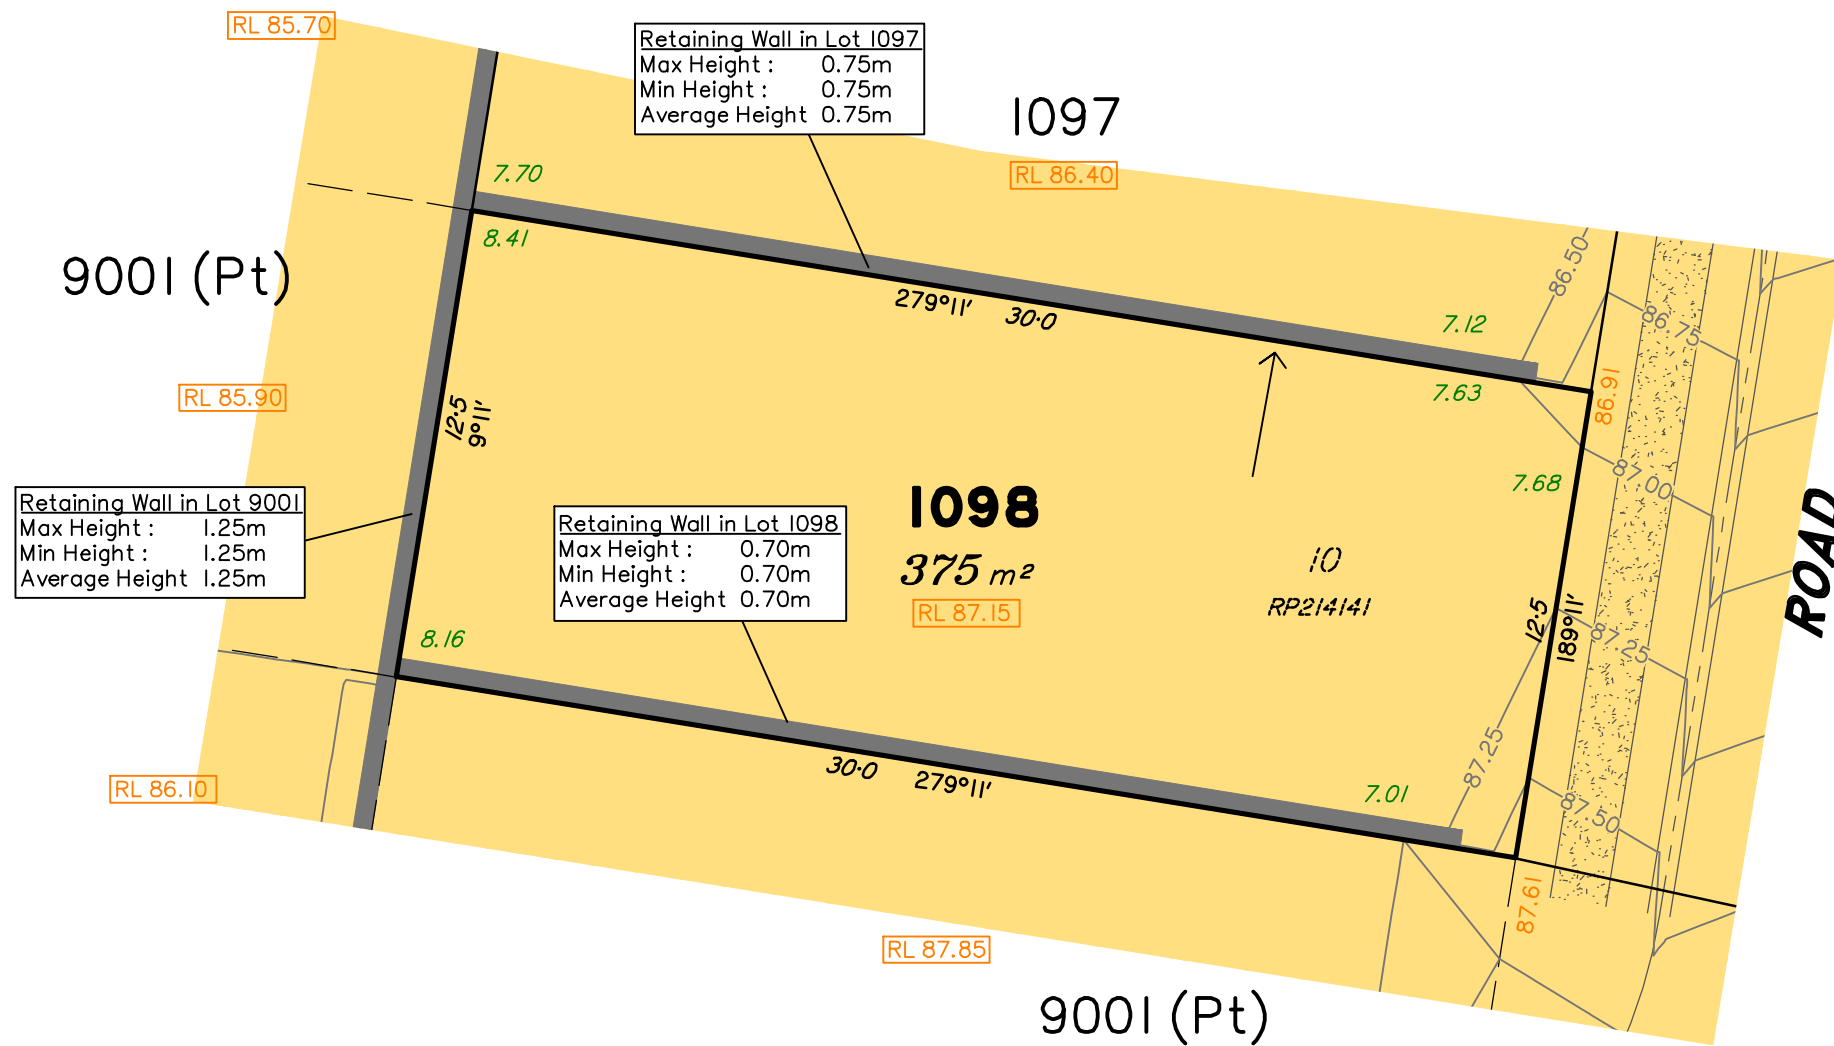 RL 85.70
Retaining Wall in Lot 1097
Max Height : 0.75m
Min Height : 0.75m
Average Height 0.75m
1097
RL 86.40
7.70
8.41
9001 (Pt)
86.50
279°11' 30·0
7.12
86.75
7.63
86.91
RL 85.90
12·5
9°11'
7.68
87.00
Retaining Wall in Lot 9001
Max Height : 1.25m
Min Height : 1.25m
Average Height 1.25m
Retaining Wall in Lot 1098
Max Height : 0.70m
Min Height : 0.70m
Average Height 0.70m
1098
375 m²
RL 87.15
10
RP214141
ROAD
12·5
189°11'
87.25
8.16
87.25
30·0 279°11'
7.01
87.50
RL 86.10
87.61
RL 87.85
9001 (Pt)